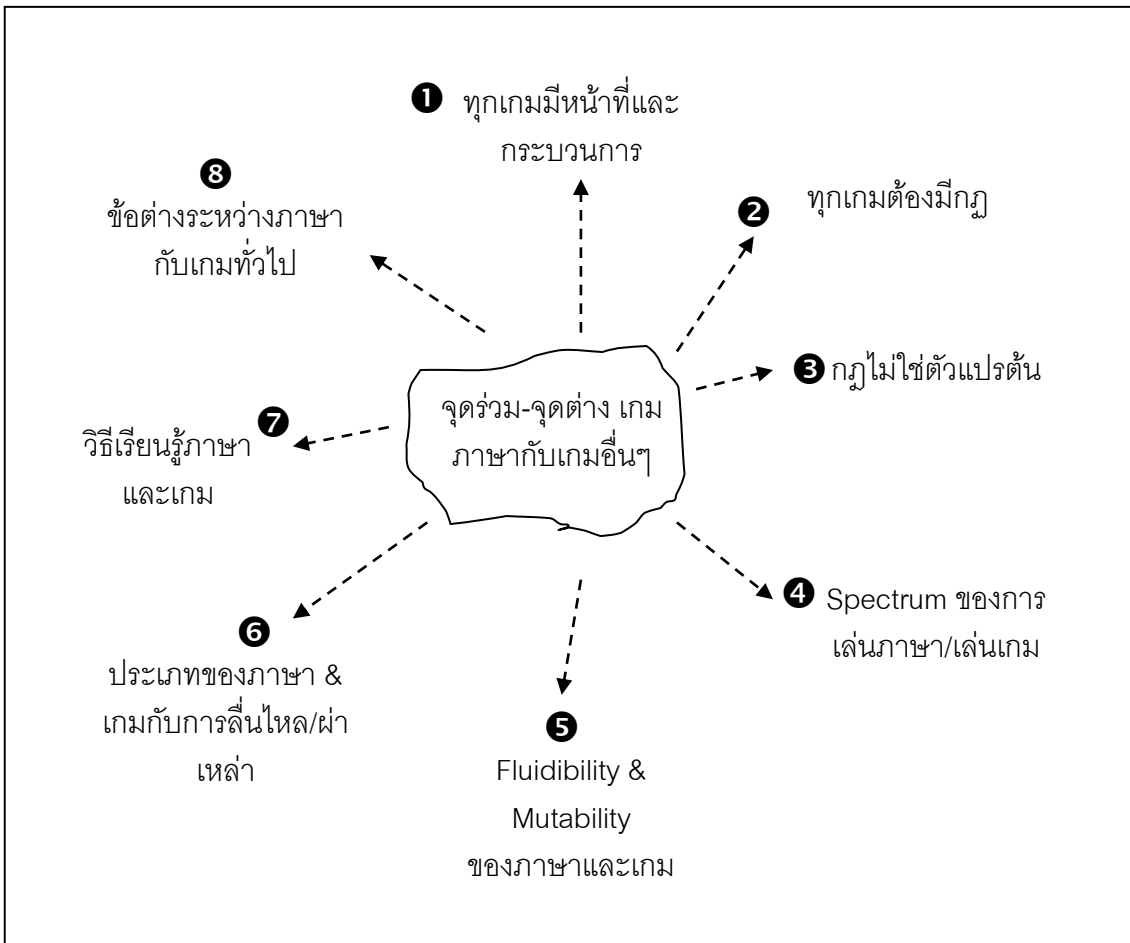 ❶ ทุกเกมมีหน้าที่และ
กระบวนการ
❷ ทุกเกมต้องมีกฏ
❸ กฎไม่ใช่ตัวแปรต้น
❹ Spectrum ของการ
เล่นภาษา/เล่นเกม
❺
Fluidibility &
Mutability
ของภาษาและเกม
❻
ประเภทของภาษา &
เกมกับการลื่นไหล/ผ่า
เหล่า
❼
วิธีเรียนรู้ภาษา
และเกม
❽
ข้อต่างระหว่างภาษา
กับเกมทั่วไป
จุดร่วม-จุดต่าง เกม
ภาษากับเกมอื่นๆ